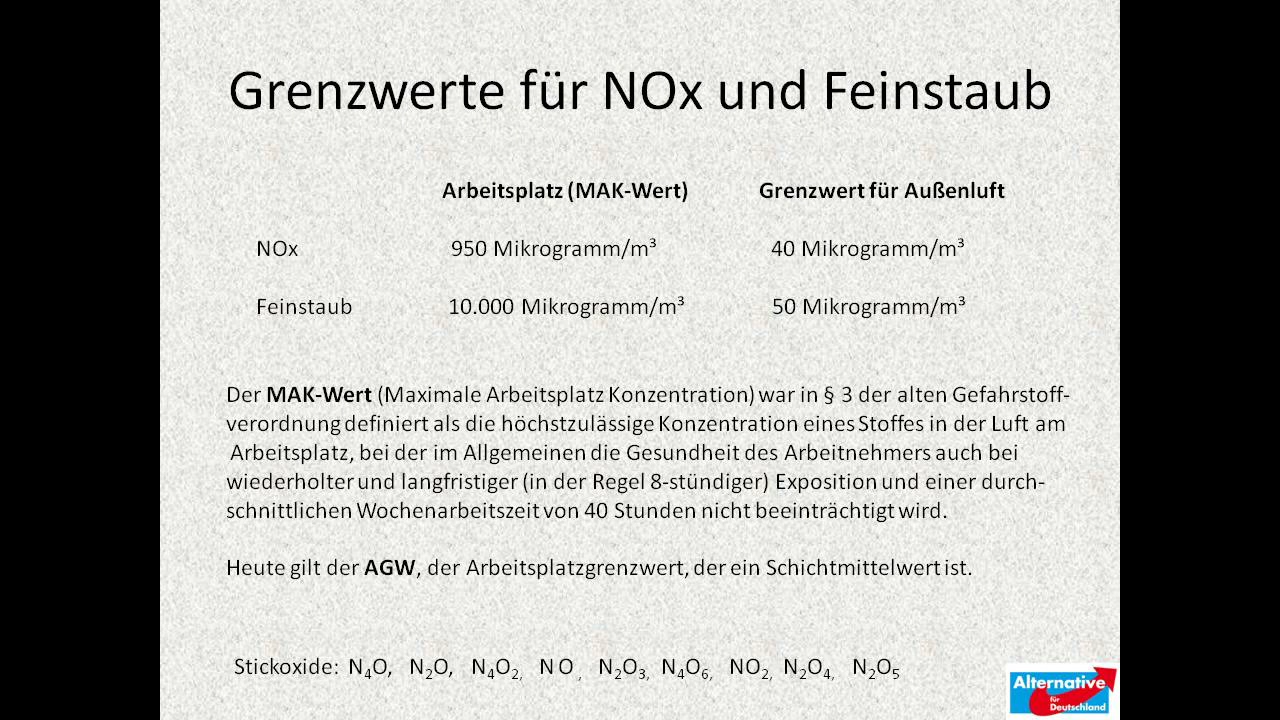 Grenzwerte für NOx und Feinstaub
Arbeitsplatz (MAK-Wert) Grenzwert für Außenluft
NOx 950 Mikrogramm/m³ 40 Mikrogramm/m³
Feinstaub 10.000 Mikrogramm/m³ 50 Mikrogramm/m³
Der MAK-Wert (Maximale Arbeitsplatz Konzentration) war in § 3 der alten Gefahrstoff-
verordnung definiert als die höchstzulässige Konzentration eines Stoffes in der Luft am
Arbeitsplatz, bei der im Allgemeinen die Gesundheit des Arbeitnehmers auch bei
wiederholter und langfristiger (in der Regel 8-stündiger) Exposition und einer durch-
schnittlichen Wochenarbeitszeit von 40 Stunden nicht beeinträchtigt wird.
Heute gilt der AGW, der Arbeitsplatzgrenzwert, der ein Schichtmittelwert ist.
Stickoxide: N₄O, N₂O, N₄O₂, NO, N₂O₃, N₄O₆, NO₂, N₂O₄, N₂O₅
Alternative
für
Deutschland